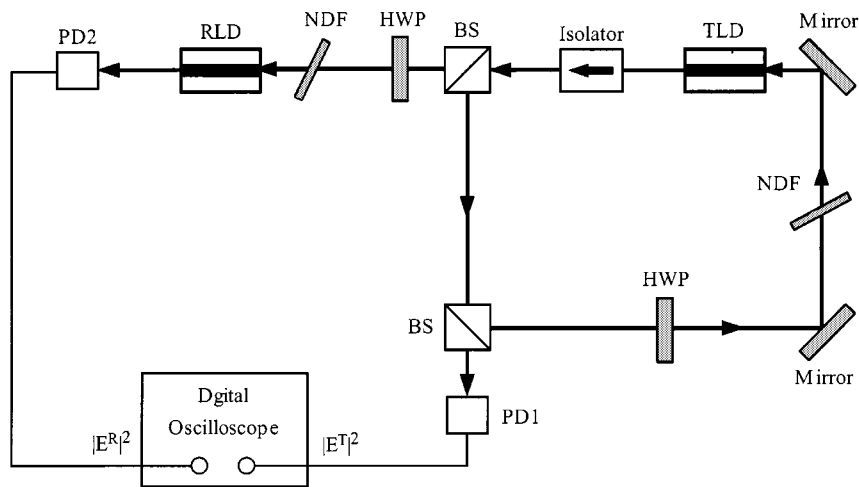 PD2
RLD
NDF
HWP
BS
Isolator
TLD
Mirror
NDF
HWP
BS
Mirror
PD1
Dgital
Oscilloscope
|E^R|^2
|E^T|^2